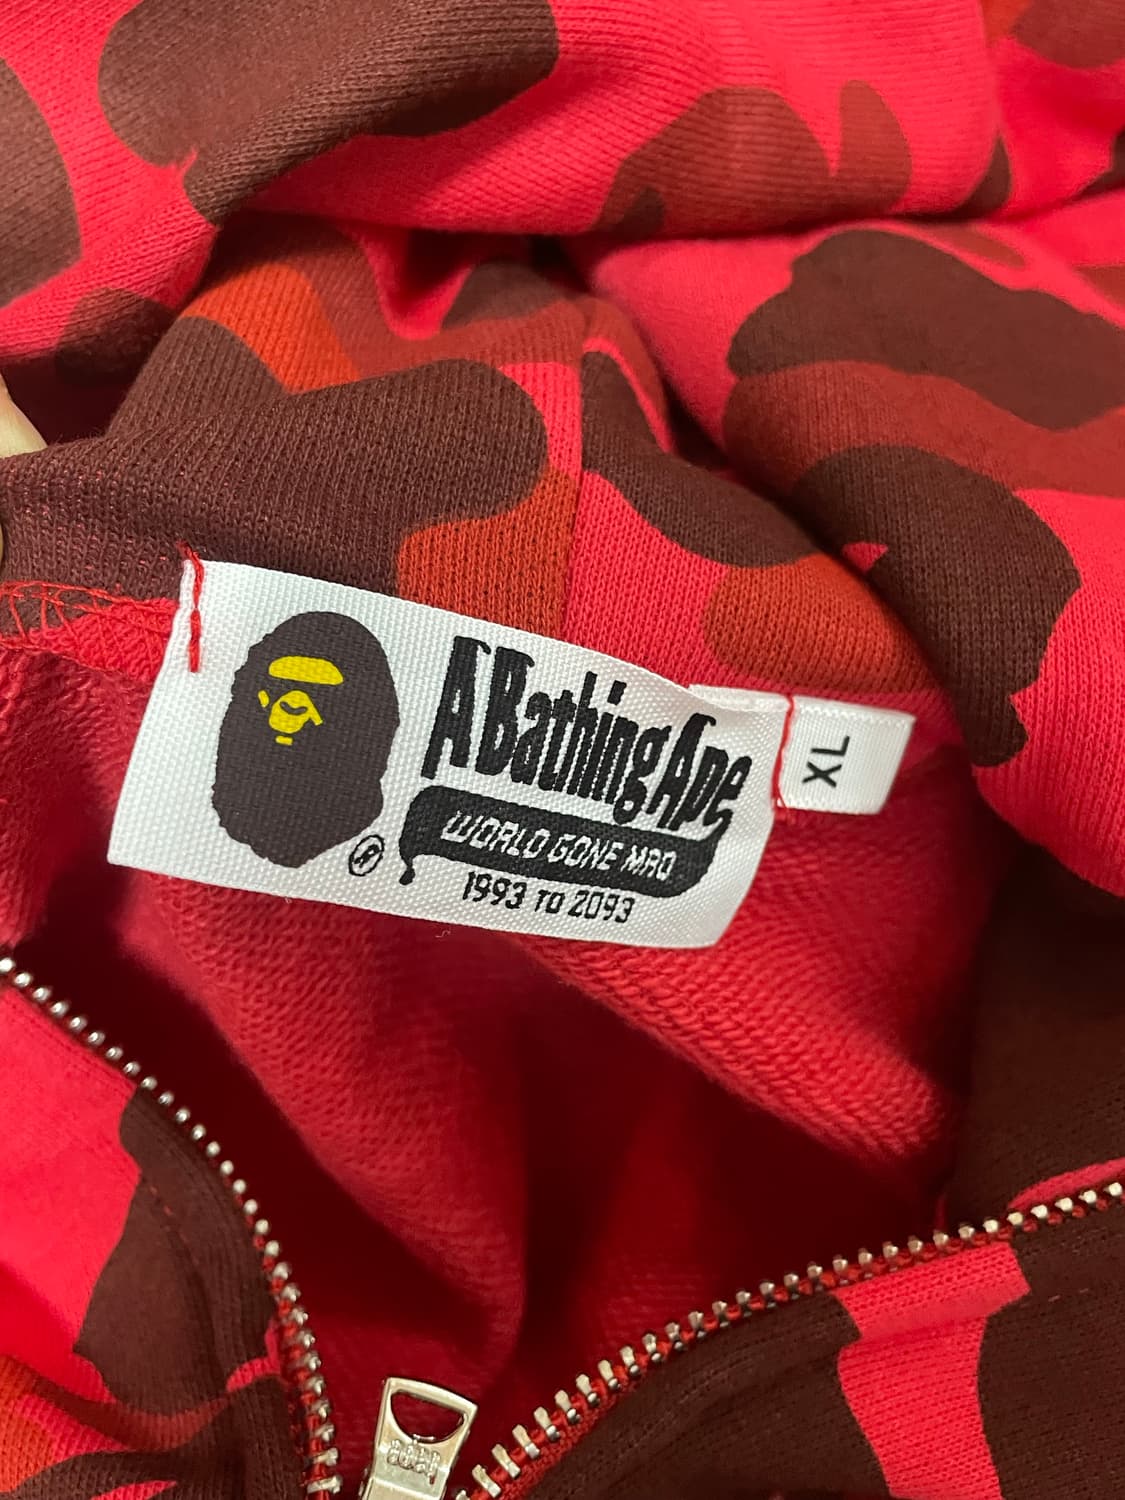 A Bathing Ape
WORLD GONE MAD
1993 TO 2093
®
XL